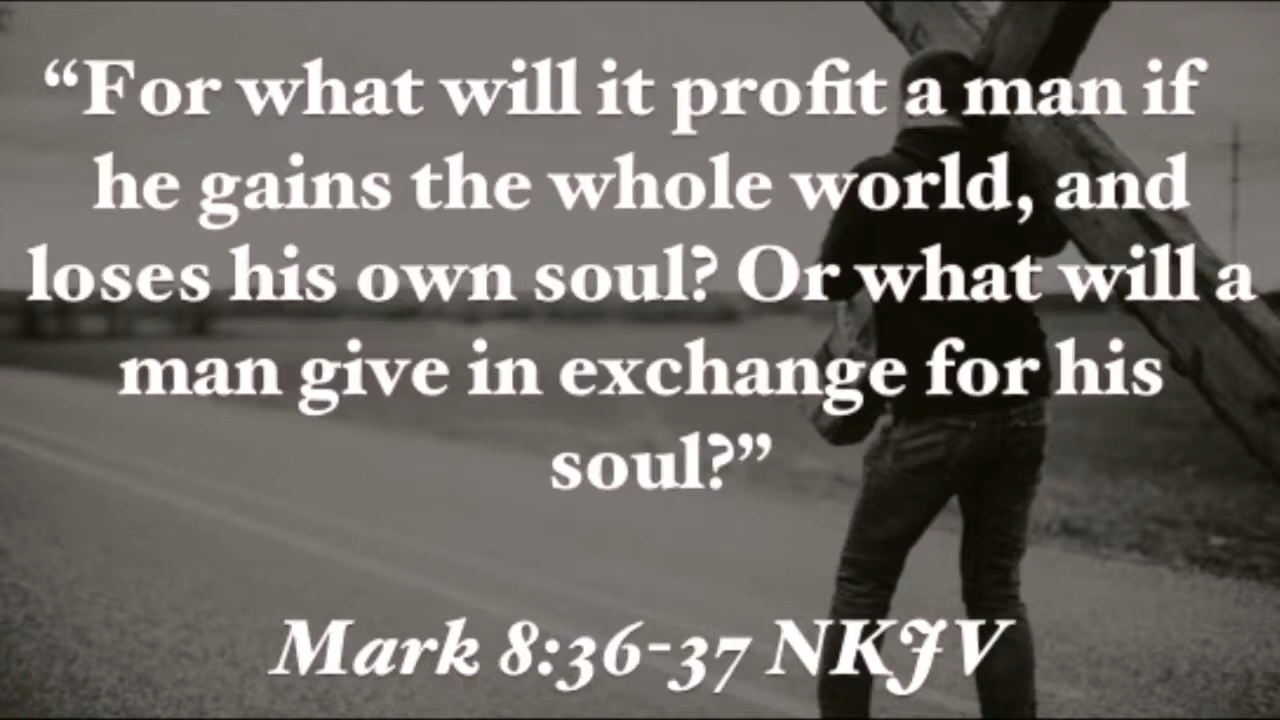 “For what will it profit a man if
he gains the whole world, and
loses his own soul? Or what will a
man give in exchange for his
soul?”
Mark 8:36-37 NKJV